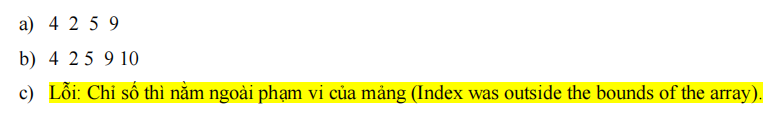 a) 4 2 5 9
b) 4 2 5 9 10
c) Lỗi: Chỉ số thì nằm ngoài phạm vi của mảng (Index was outside the bounds of the array).